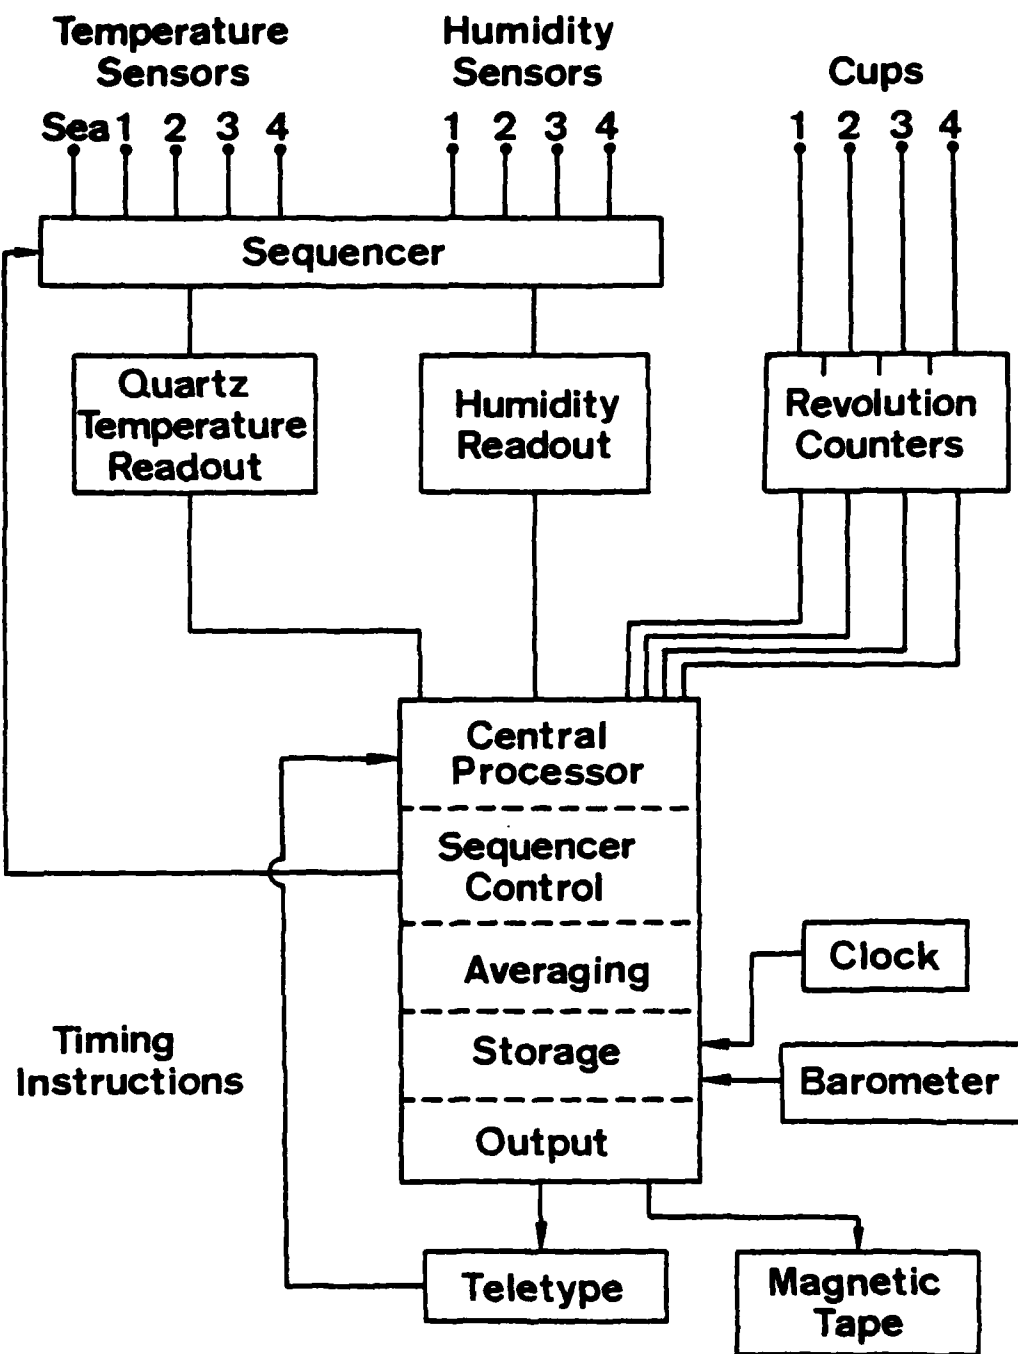 Temperature
Sensors
Humidity
Sensors
Cups
Sea 1 2 3 4
1 2 3 4
1 2 3 4
Sequencer
Quartz
Temperature
Readout
Humidity
Readout
Revolution
Counters
Central
Processor
Sequencer
Control
Averaging
Clock
Timing
Instructions
Storage
Barometer
Output
Teletype
Magnetic
Tape